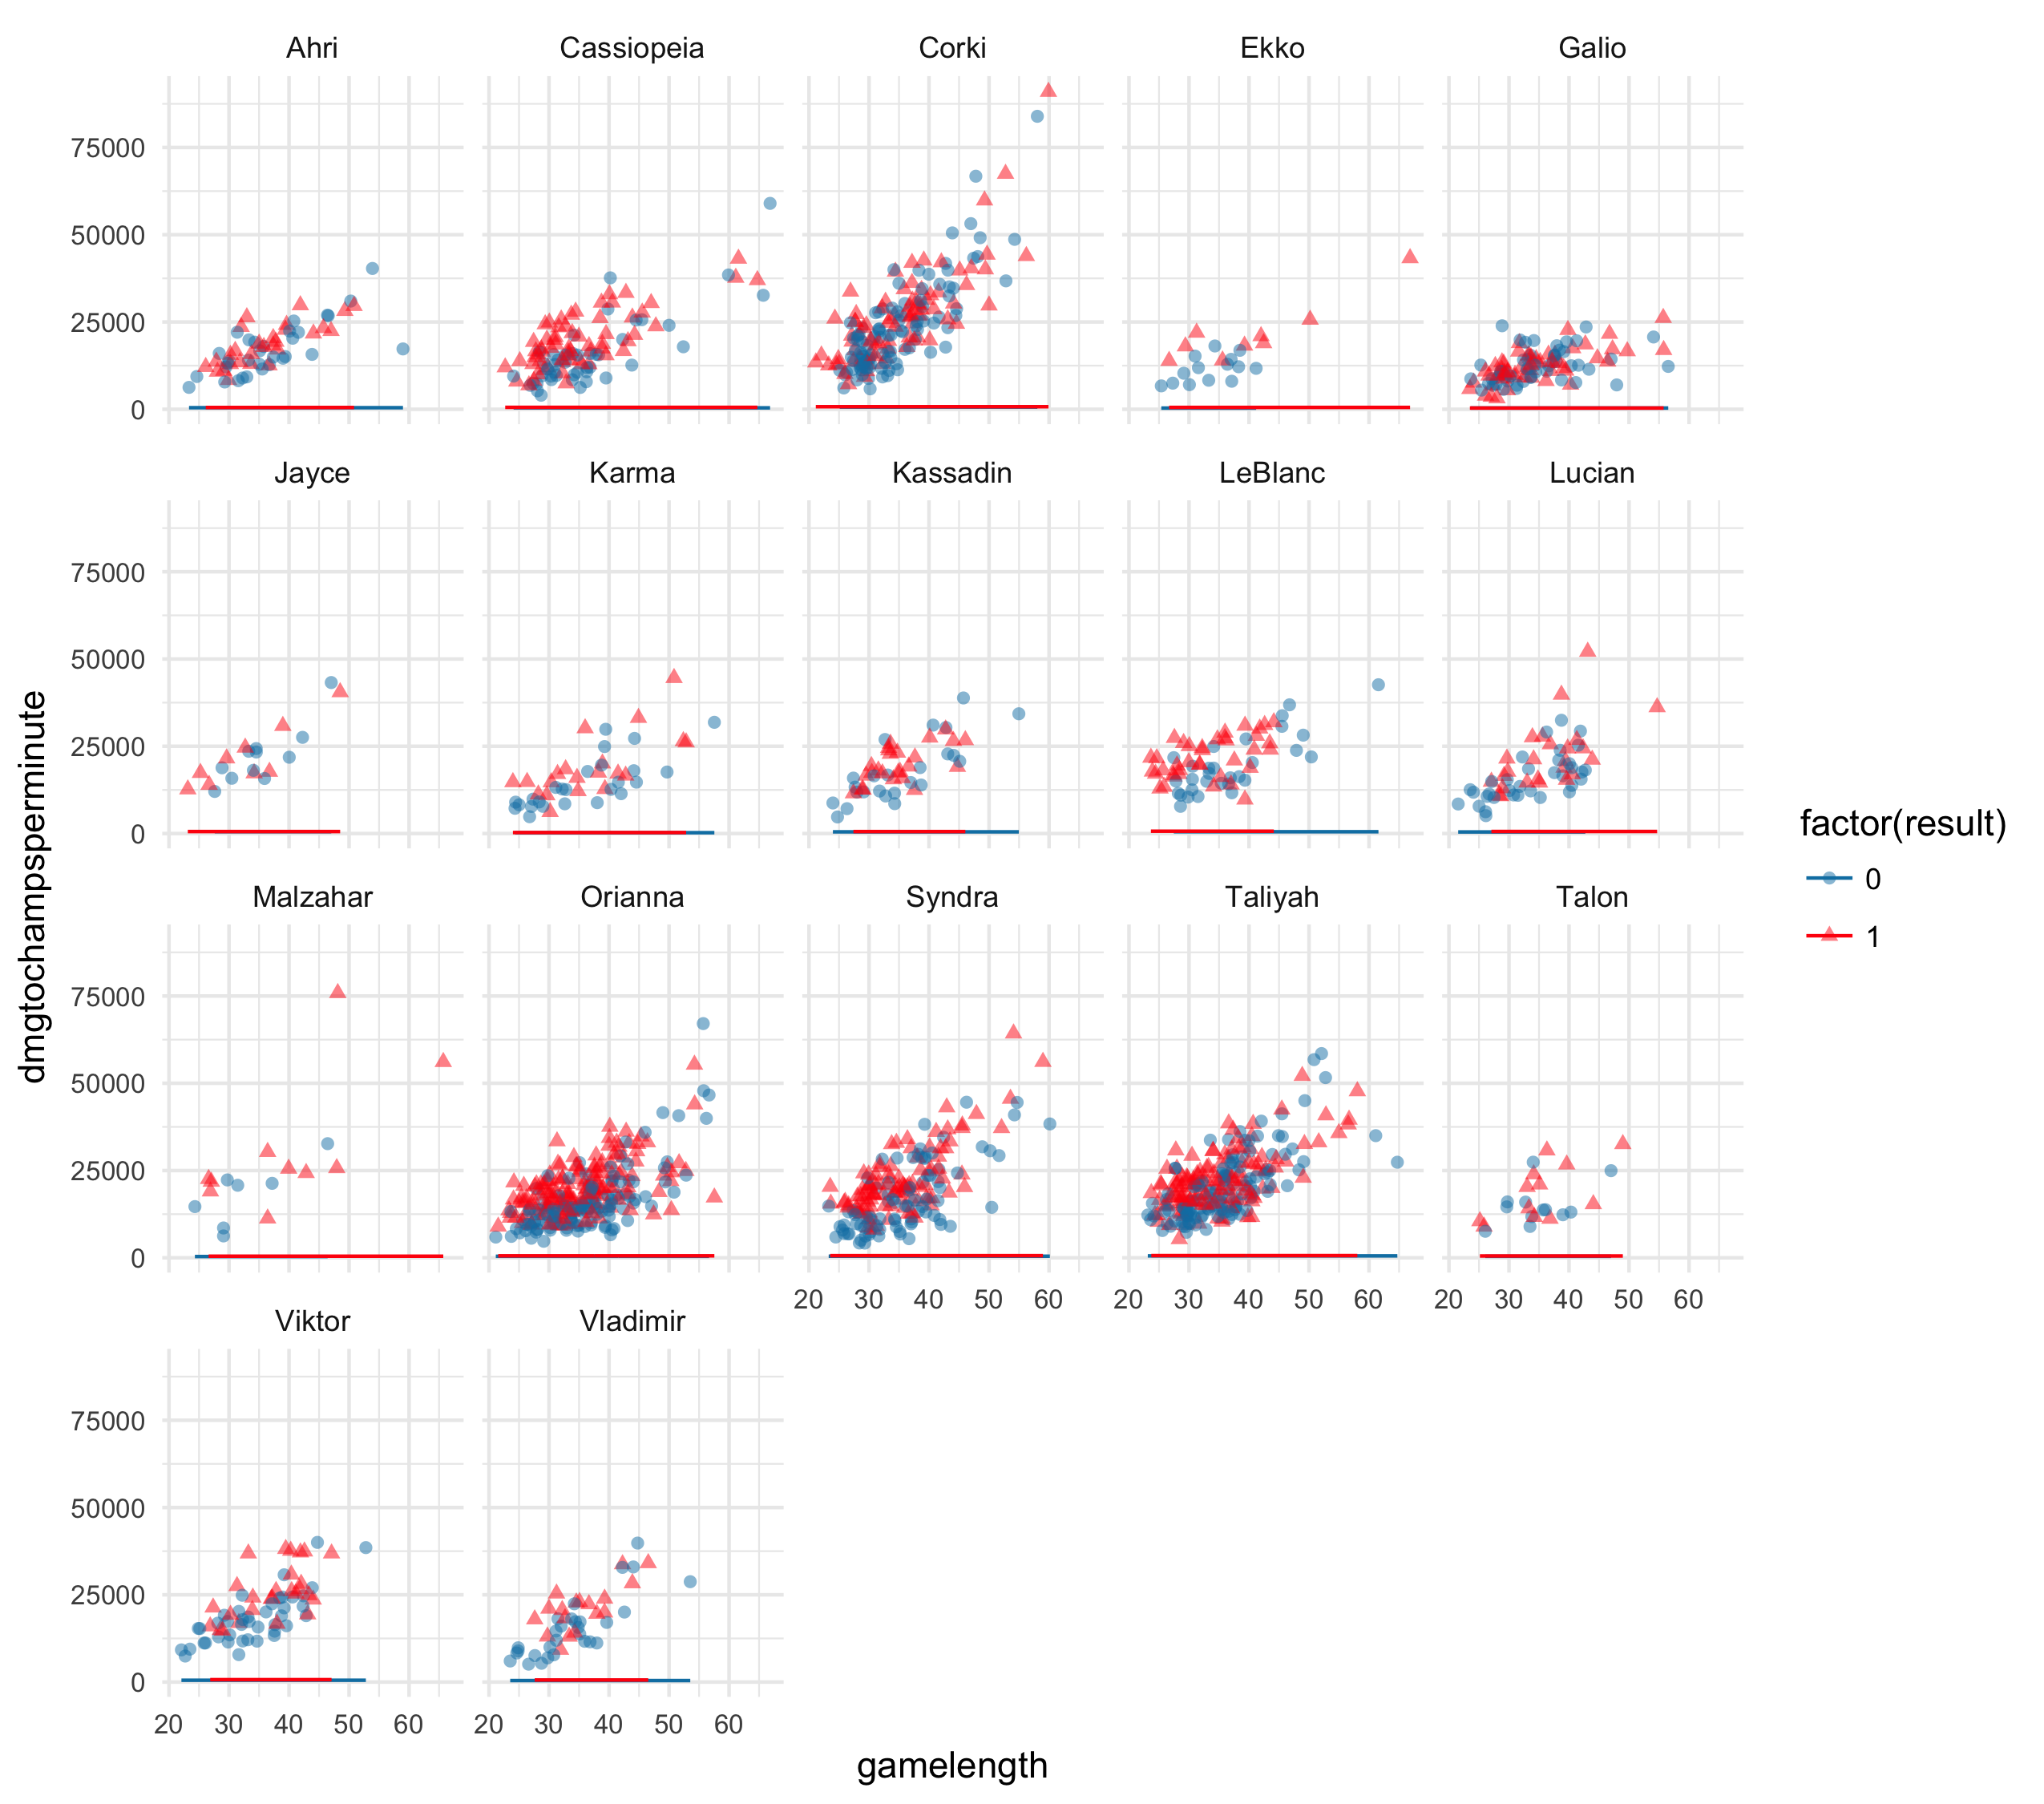 Ahri Cassiopeia Corki Ekko Galio
75000
50000
25000
0
Jayce Karma Kassadin LeBlanc Lucian
75000
50000
25000
0
dmgtochampsperminute
factor(result)
0
1
Malzahar Orianna Syndra Taliyah Talon
75000
50000
25000
0
20 30 40 50 60 20 30 40 50 60 20 30 40 50 60
Viktor Vladimir
75000
50000
25000
0
20 30 40 50 60 20 30 40 50 60
gamelength